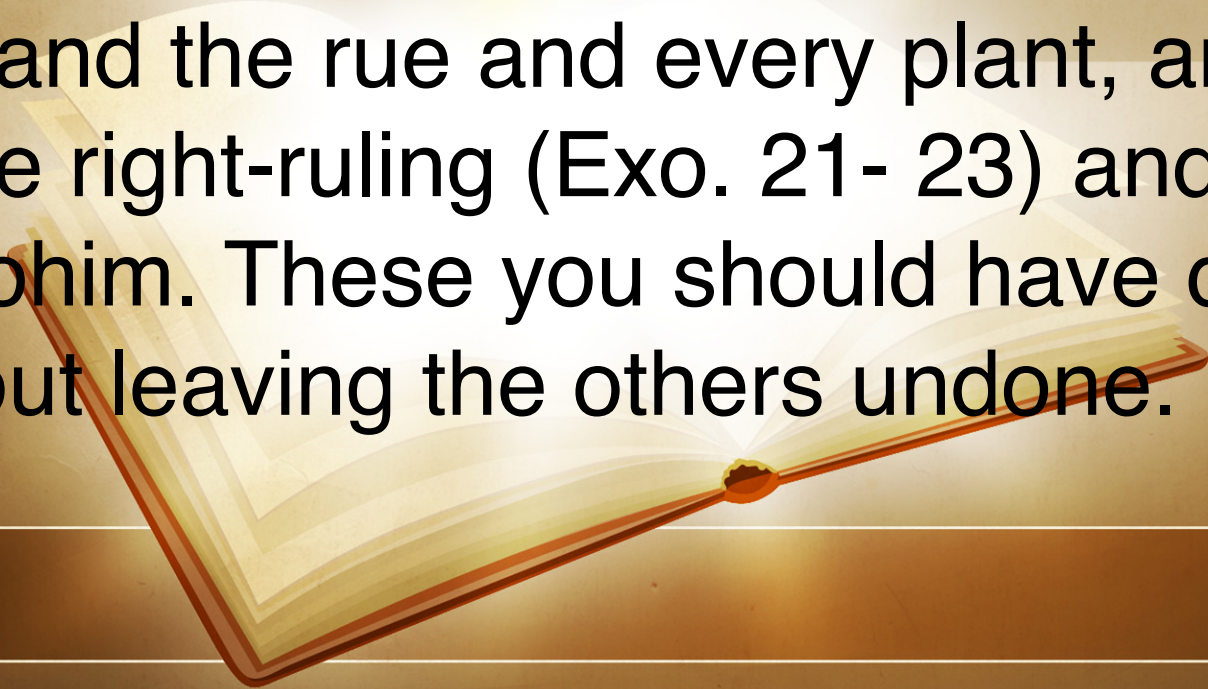 and the rue and every plant,
right-ruling (Exo. 21- 23) and
These you should have
leaving the others undone.